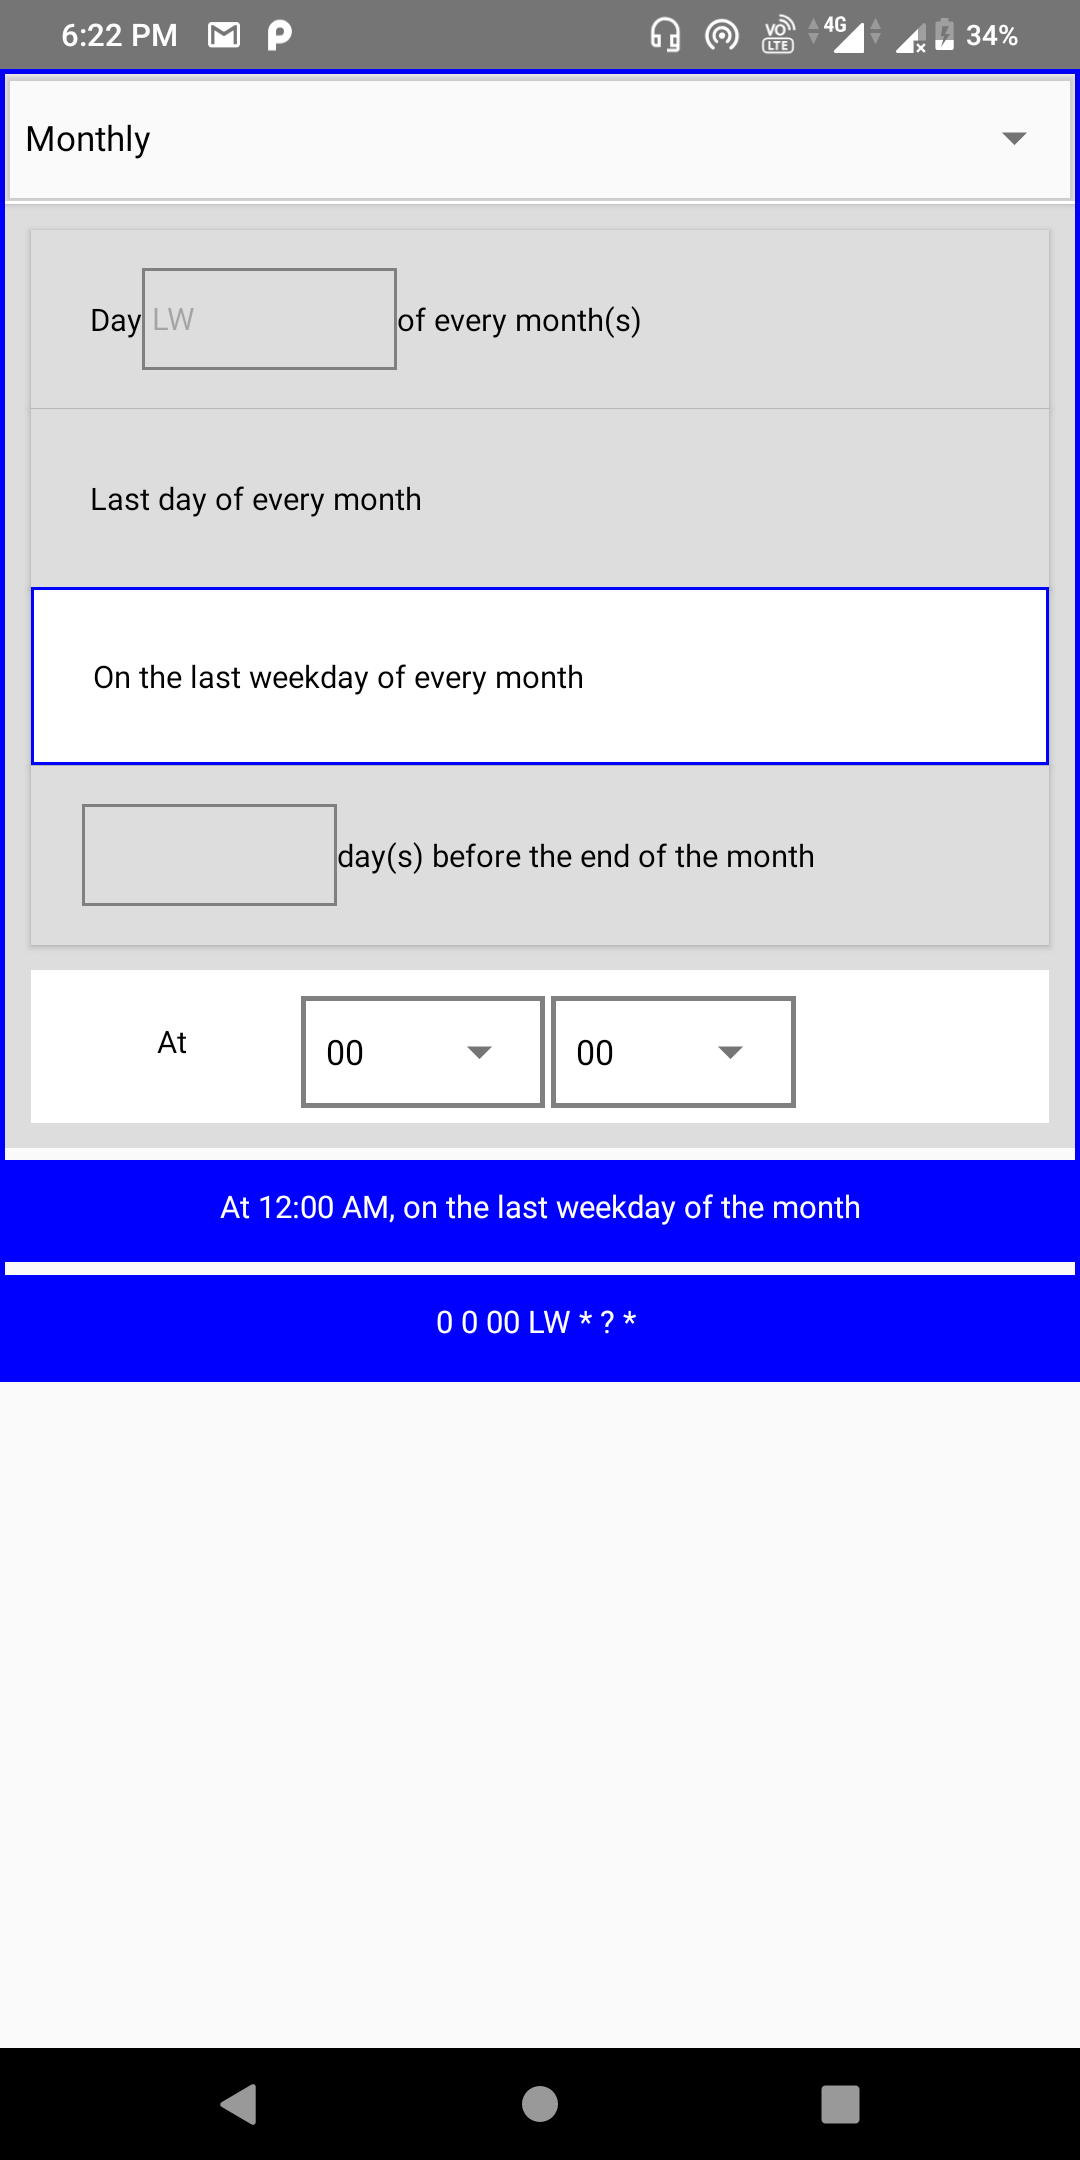 6:22 PM VO LTE 4G 34%
Monthly
Day LW of every month(s)
Last day of every month
On the last weekday of every month
day(s) before the end of the month
At 00 00
At 12:00 AM, on the last weekday of the month
0 0 00 LW * ? *